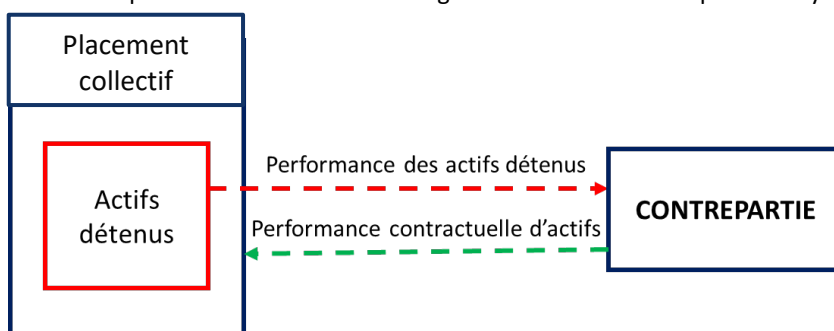 Placement
collectif
Performance des actifs détenus
Actifs
détenus
CONTREPARTIE
Performance contractuelle d’actifs